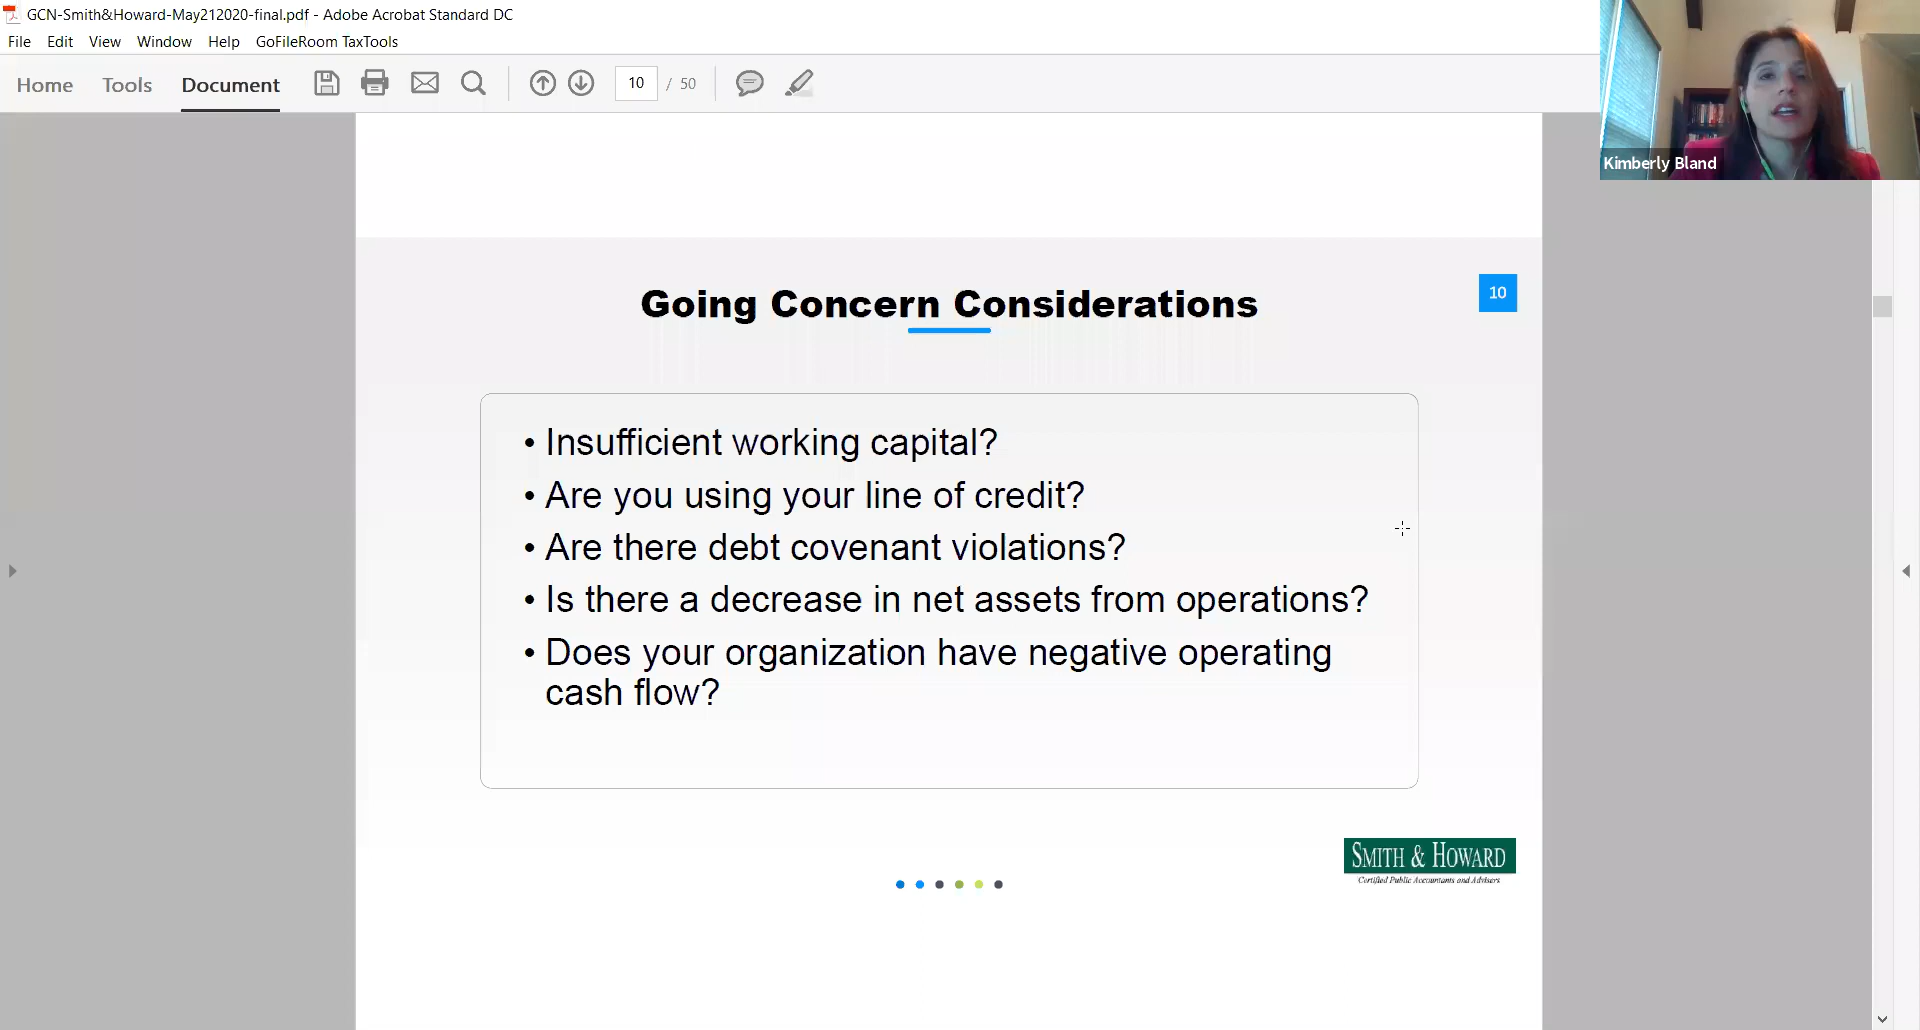 GCN-Smith&Howard-May212020-final.pdf - Adobe Acrobat Standard DC
File Edit View Window Help GoFileRoom TaxTools
Home Tools Document 10 / 50
Kimberly Bland
Going Concern Considerations
10
• Insufficient working capital?
• Are you using your line of credit?
• Are there debt covenant violations?
• Is there a decrease in net assets from operations?
• Does your organization have negative operating
cash flow?
SMITH & HOWARD
Certified Public Accountants and Advisers